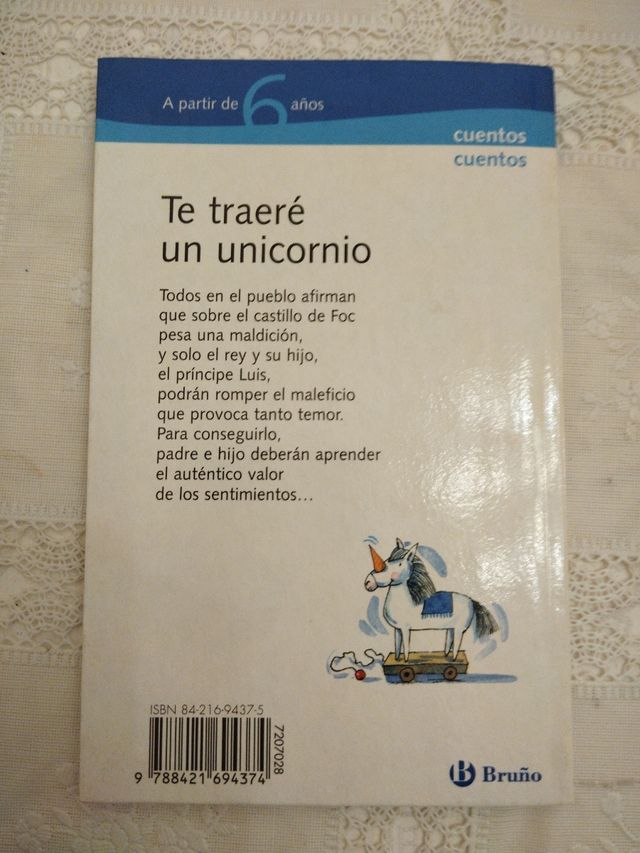 A partir de 6 años
cuentos
cuentos
Te traeré
un unicornio
Todos en el pueblo afirman
que sobre el castillo de Foc
pesa una maldición,
y solo el rey y su hijo,
el príncipe Luis,
podrán romper el maleficio
que provoca tanto temor.
Para conseguirlo,
padre e hijo deberán aprender
el auténtico valor
de los sentimientos...
ISBN 84-216-9437-5
7207028
9 788421 694374
Bruño